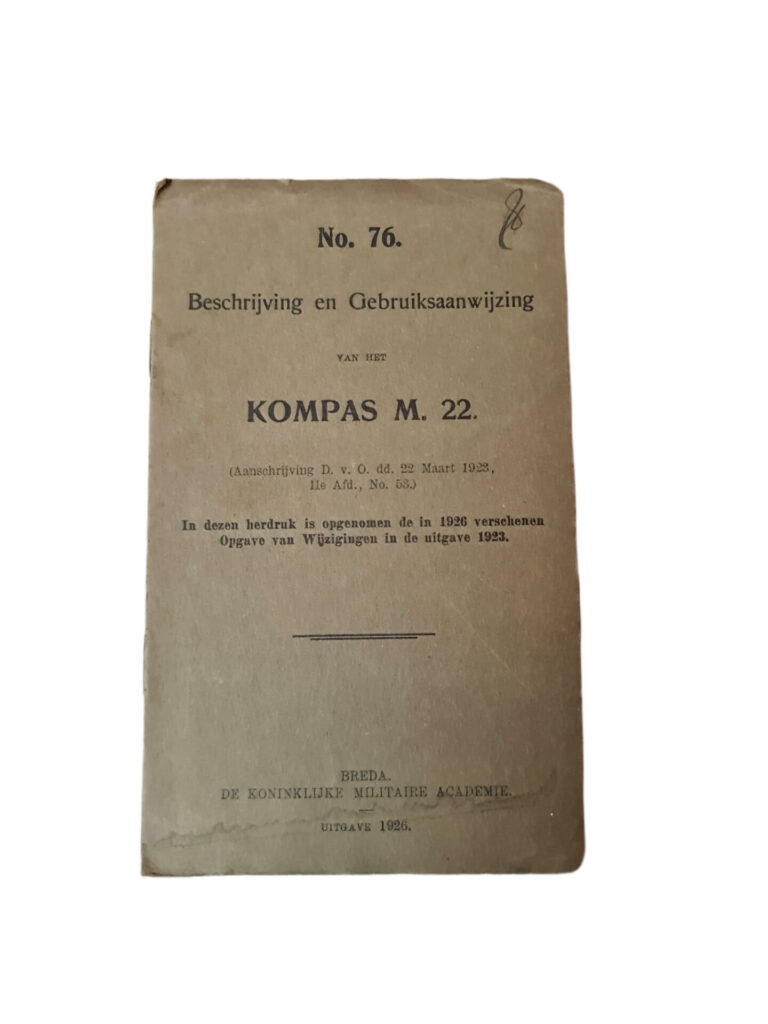 No. 76.
Beschrijving en Gebruiksaanwijzing
VAN HET
KOMPAS M. 22.
(Aanschrijving D. v. O. dd. 22 Maart 1923,
IIe Afd., No. 53.)
In dezen herdruk is opgenomen de in 1926 verschenen
Opgave van Wijzigingen in de uitgave 1923.
BREDA.
DE KONINKLIJKE MILITAIRE ACADEMIE.
UITGAVE 1926.